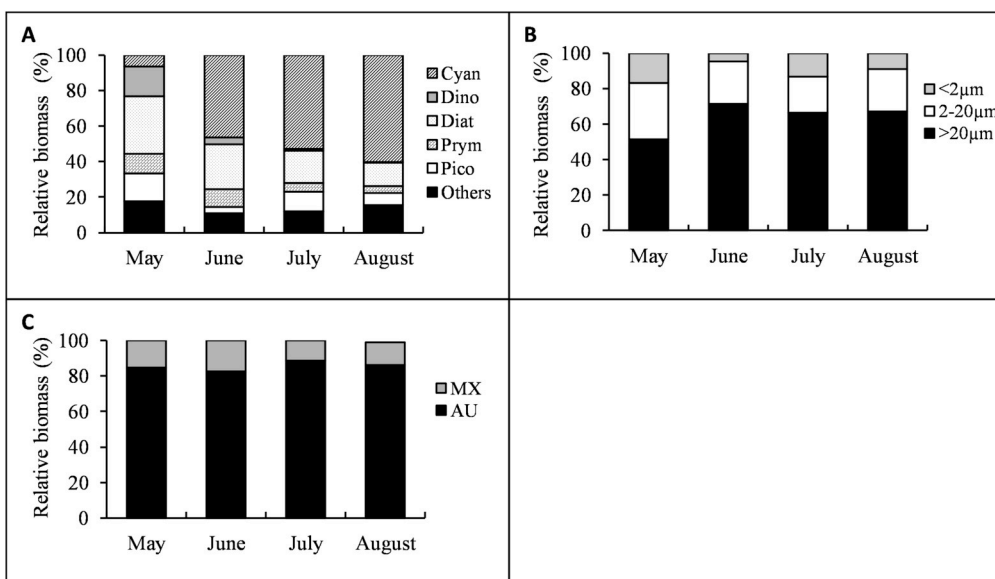 A
Relative biomass (%)
100
80
60
40
20
0
May June July August
Cyan
Dino
Diat
Prym
Pico
Others
B
Relative biomass (%)
100
80
60
40
20
0
May June July August
<2µm
2-20µm
>20µm
C
Relative biomass (%)
100
80
60
40
20
0
May June July August
MX
AU